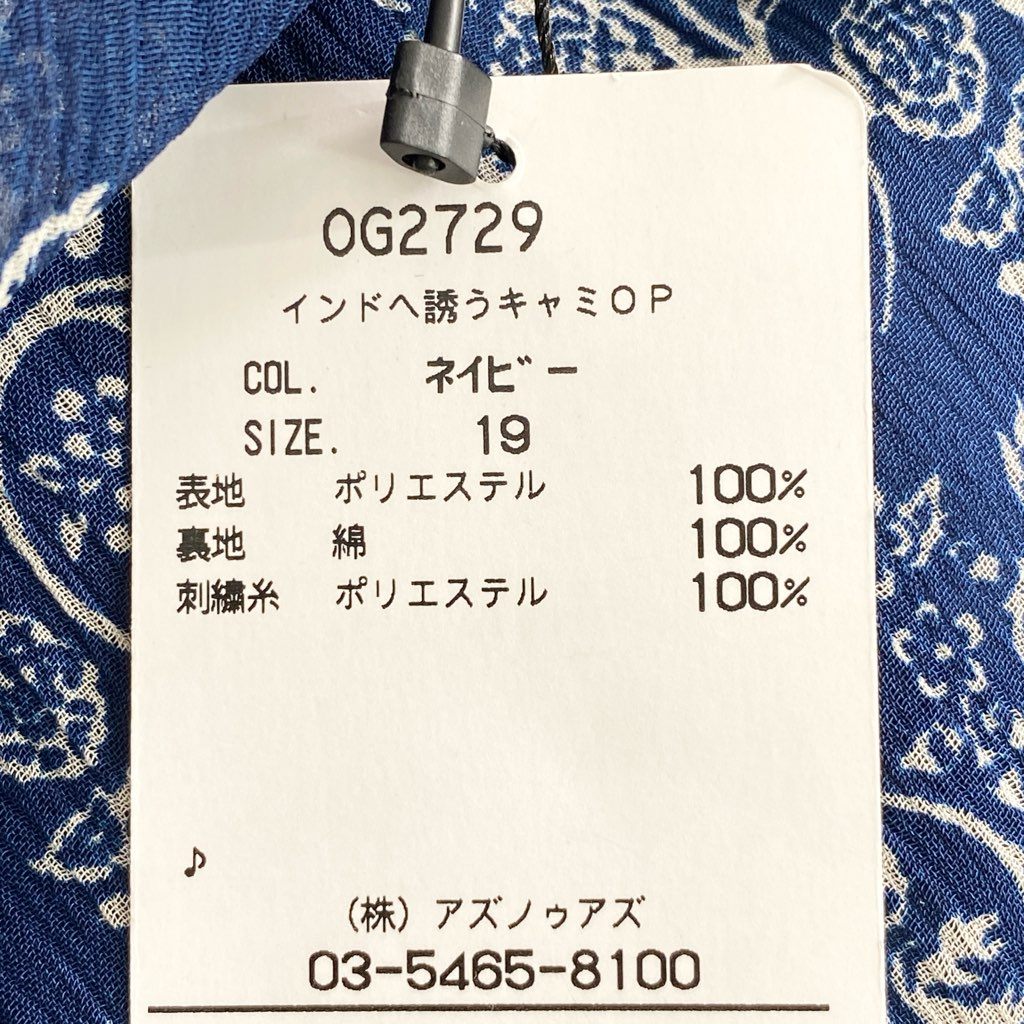 OG2729
インドへ誘うキャミOP
COL. ネイビー
SIZE. 19
表地 ポリエステル 100%
裏地 綿 100%
刺繍糸 ポリエステル 100%
♪
(株) アズノゥアズ
03-5465-8100